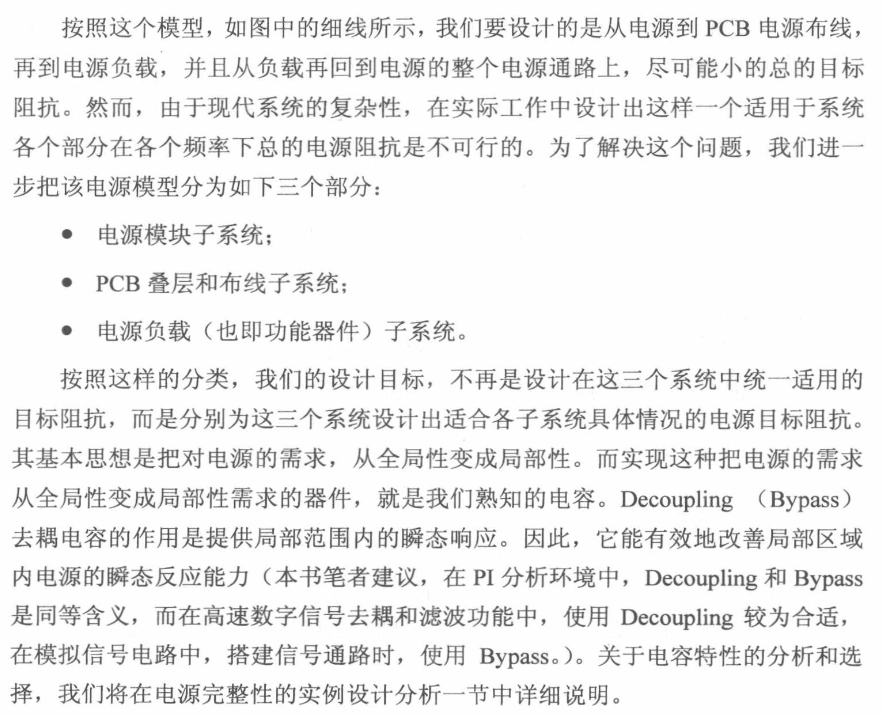 按照这个模型，如图中的细线所示，我们要设计的是从电源到 PCB 电源布线，
再到电源负载，并且从负载再回到电源的整个电源通路上，尽可能小的总的目标
阻抗。然而，由于现代系统的复杂性，在实际工作中设计出这样一个适用于系统
各个部分在各个频率下总的电源阻抗是不可行的。为了解决这个问题，我们进一
步把该电源模型分为如下三个部分：
● 电源模块子系统；
● PCB 叠层和布线子系统；
● 电源负载（也即功能器件）子系统。
按照这样的分类，我们的设计目标，不再是设计在这三个系统中统一适用的
目标阻抗，而是分别为这三个系统设计出适合各子系统具体情况的电源目标阻抗。
其基本思想是把对电源的需求，从全局性变成局部性。而实现这种把电源的需求
从全局性变成局部性需求的器件，就是我们熟知的电容。Decoupling （Bypass）
去耦电容的作用是提供局部范围内的瞬态响应。因此，它能有效地改善局部区域
内电源的瞬态反应能力（本书笔者建议，在 PI 分析环境中，Decoupling 和 Bypass
是同等含义，而在高速数字信号去耦和滤波功能中，使用 Decoupling 较为合适，
在模拟信号电路中，搭建信号通路时，使用 Bypass。）。关于电容特性的分析和选
择，我们将在电源完整性的实例设计分析一节中详细说明。